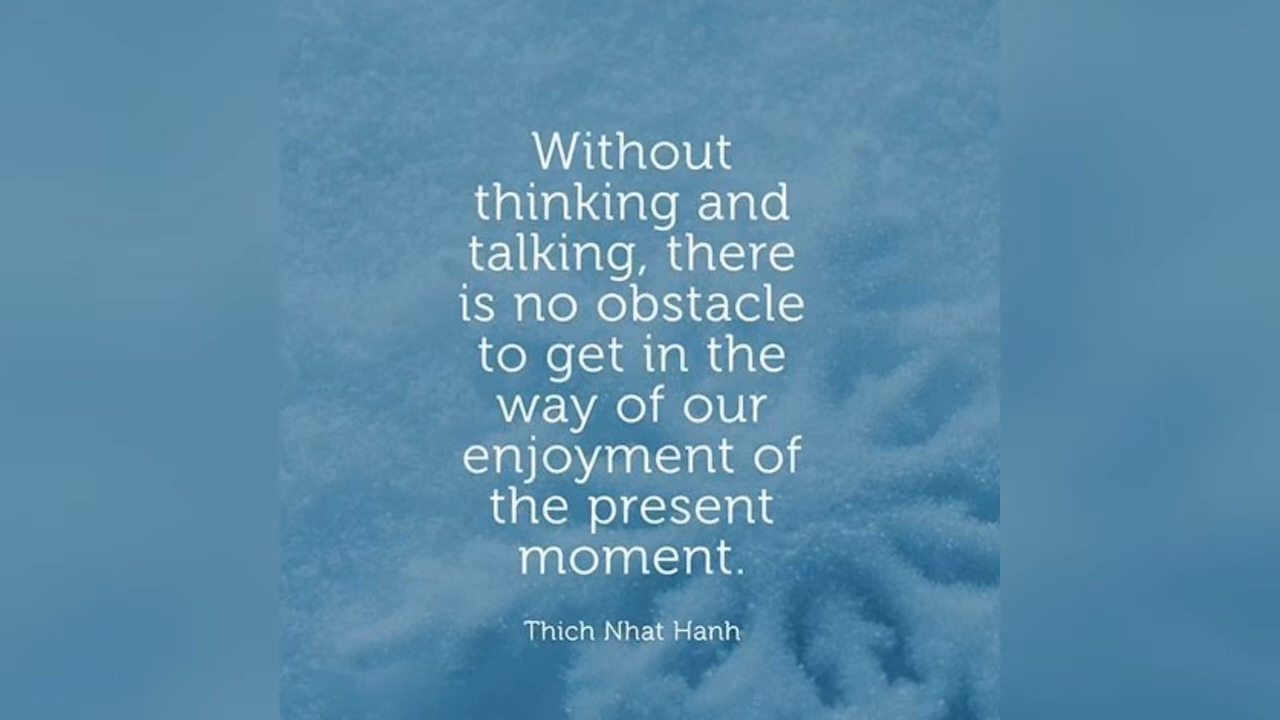 Without
thinking and
talking, there
is no obstacle
to get in the
way of our
enjoyment of
the present
moment.
Thich Nhat Hanh